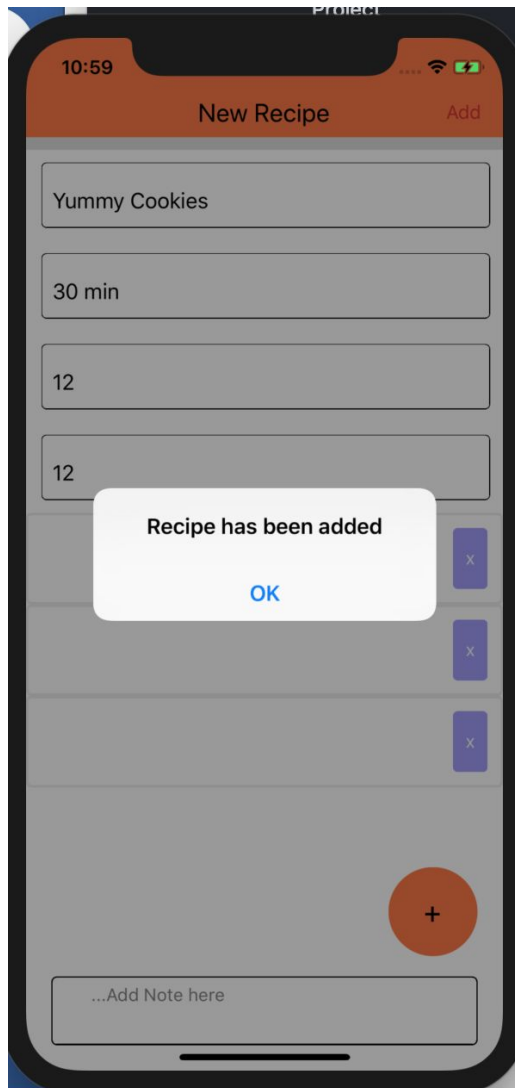 Project
10:59
New Recipe
Add
Yummy Cookies
30 min
12
12
Recipe has been added
OK
x
x
x
+
...Add Note here